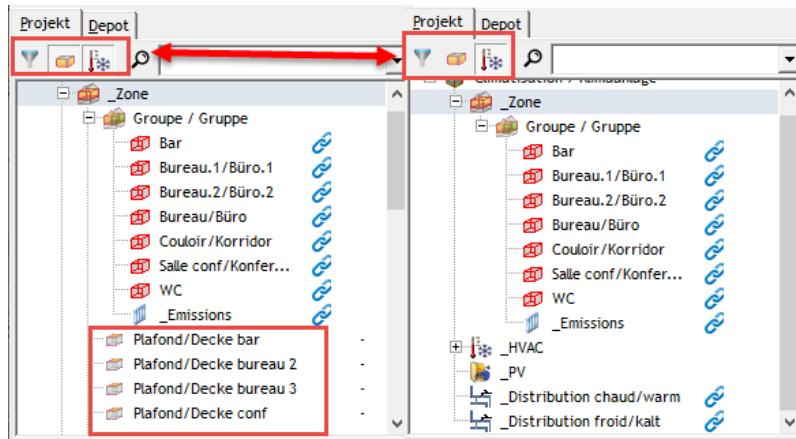 Projekt
Depot
_Zone
Groupe / Gruppe
Bar
Bureau.1/Büro.1
Bureau.2/Büro.2
Bureau/Büro
Couloir/Korridor
Salle conf/Konfer...
WC
_Emissions
Plafond/Decke bar -
Plafond/Decke bureau 2 -
Plafond/Decke bureau 3 -
Plafond/Decke conf -
Projekt
Depot
Climatisation / Klimaanlage
_Zone
Groupe / Gruppe
Bar
Bureau.1/Büro.1
Bureau.2/Büro.2
Bureau/Büro
Couloir/Korridor
Salle conf/Konfer...
WC
_Emissions
_HVAC
_PV
_Distribution chaud/warm
_Distribution froid/kalt